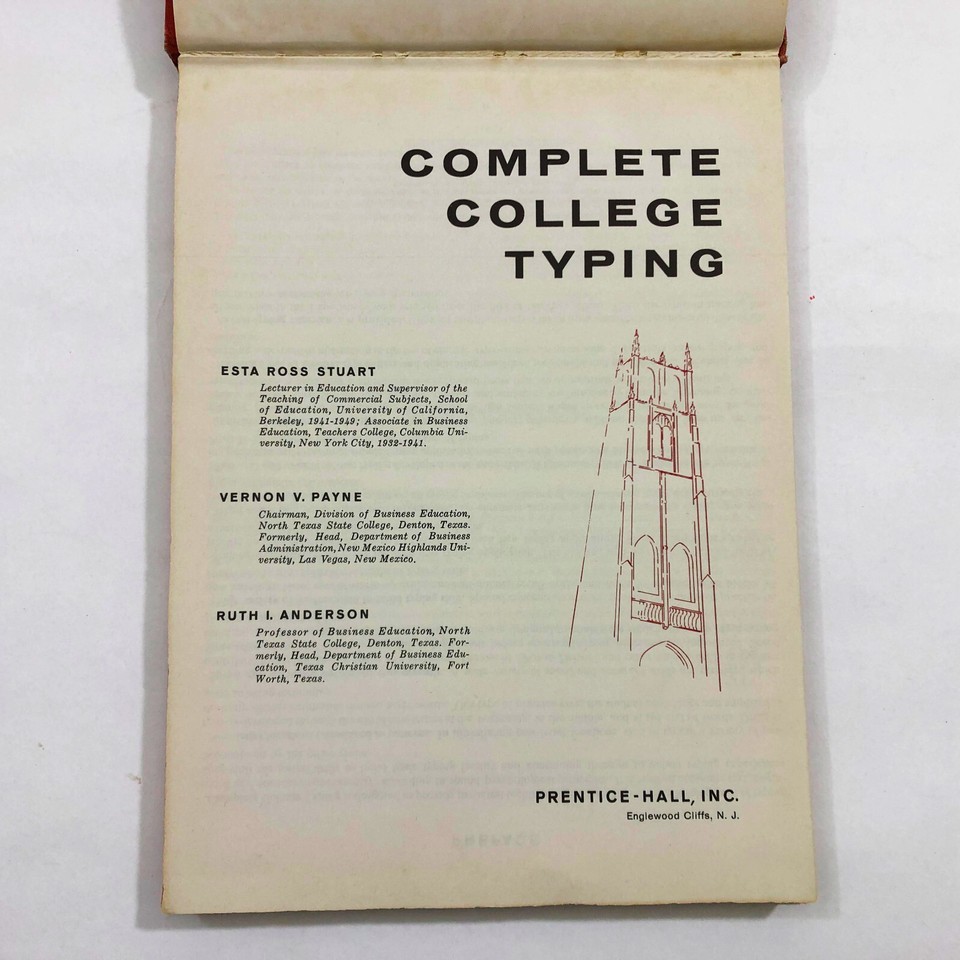 COMPLETE
COLLEGE
TYPING
ESTA ROSS STUART
Lecturer in Education and Supervisor of the
Teaching of Commercial Subjects, School
of Education, University of California,
Berkeley, 1941-1949; Associate in Business
Education, Teachers College, Columbia Uni-
versity, New York City, 1932-1941.
VERNON V. PAYNE
Chairman, Division of Business Education,
North Texas State College, Denton, Texas.
Formerly, Head, Department of Business
Administration, New Mexico Highlands Uni-
versity, Las Vegas, New Mexico.
RUTH I. ANDERSON
Professor of Business Education, North
Texas State College, Denton, Texas. For-
merly, Head, Department of Business Edu-
cation, Texas Christian University, Fort
Worth, Texas.
PRENTICE-HALL, INC.
Englewood Cliffs, N. J.